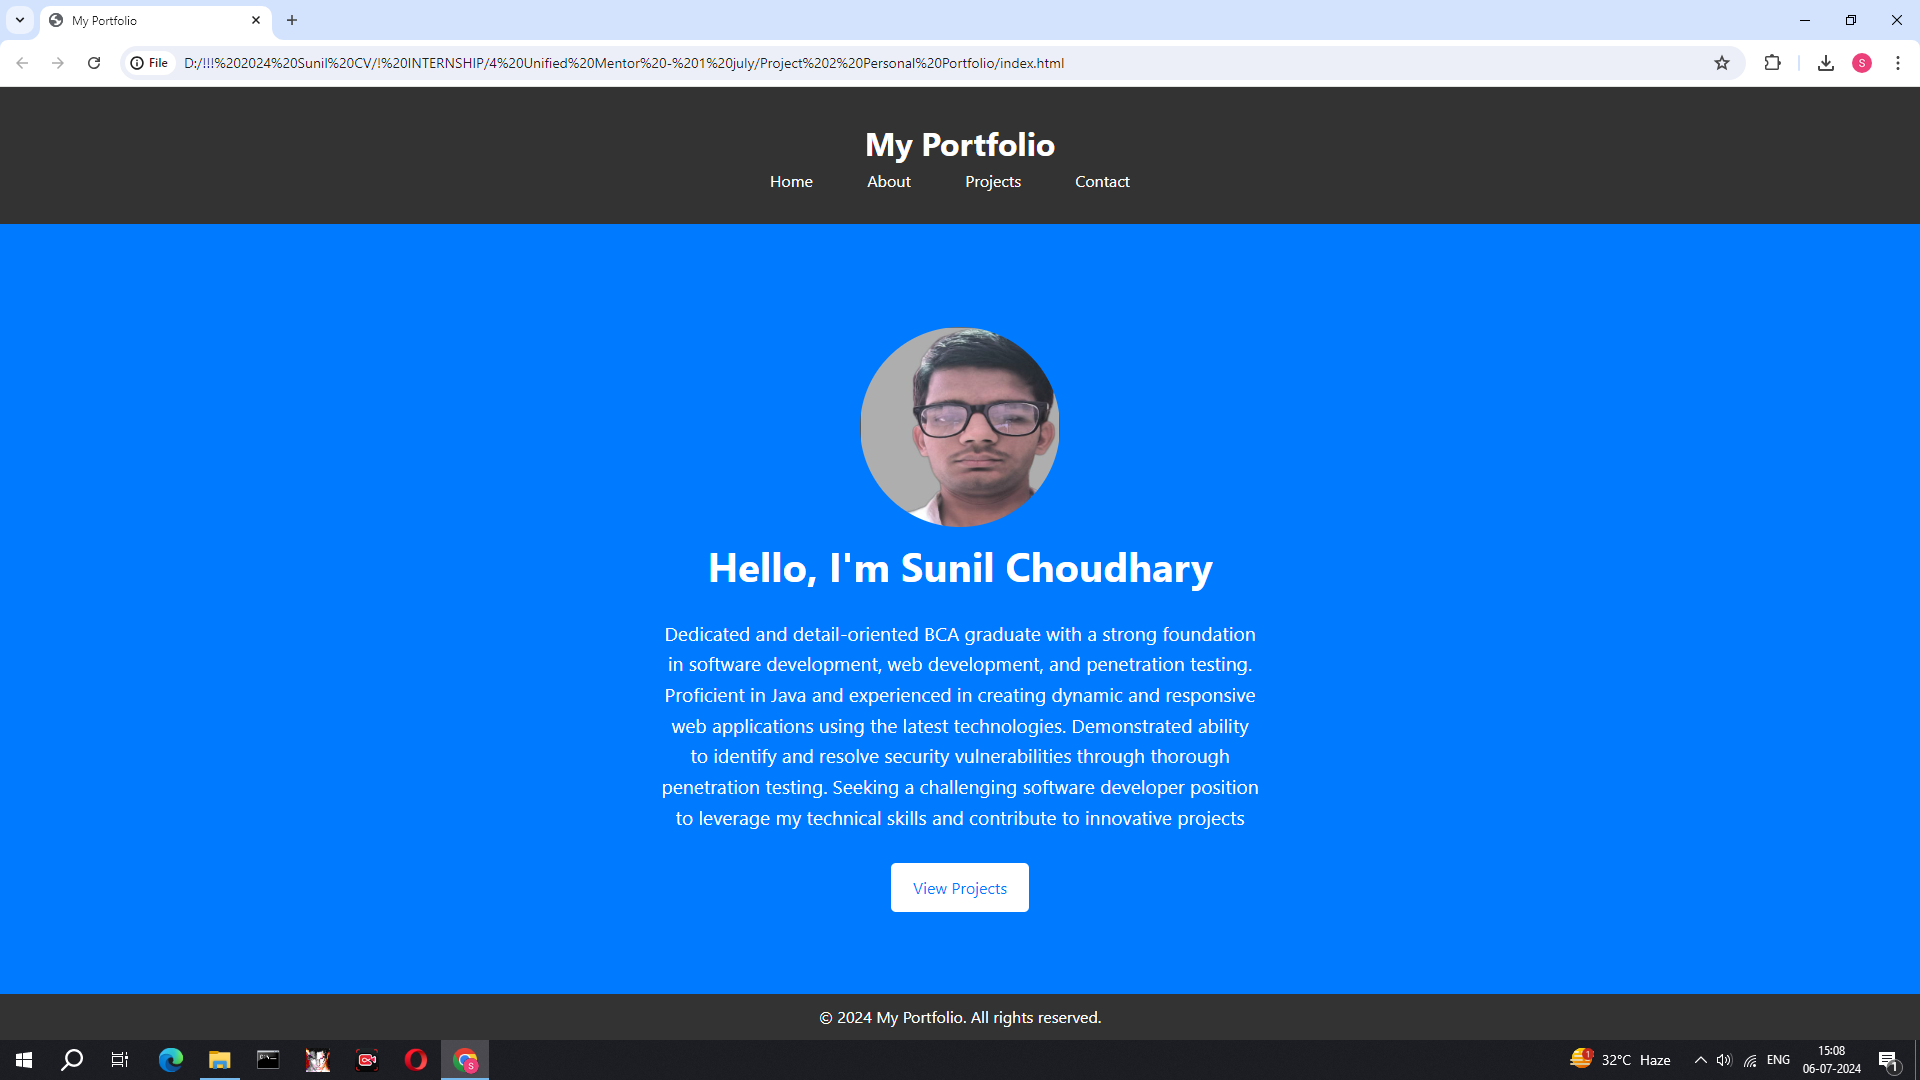 My Portfolio
File
D:/!!!%202024%20Sunil%20CV/!%20INTERNSHIP/4%20Unified%20Mentor%20-%201%20july/Project%202%20Personal%20Portfolio/index.html
S
My Portfolio
Home About Projects Contact
Hello, I'm Sunil Choudhary
Dedicated and detail-oriented BCA graduate with a strong foundation
in software development, web development, and penetration testing.
Proficient in Java and experienced in creating dynamic and responsive
web applications using the latest technologies. Demonstrated ability
to identify and resolve security vulnerabilities through thorough
penetration testing. Seeking a challenging software developer position
to leverage my technical skills and contribute to innovative projects
View Projects
© 2024 My Portfolio. All rights reserved.
S
1
32°C Haze
ENG
15:08
06-07-2024
1